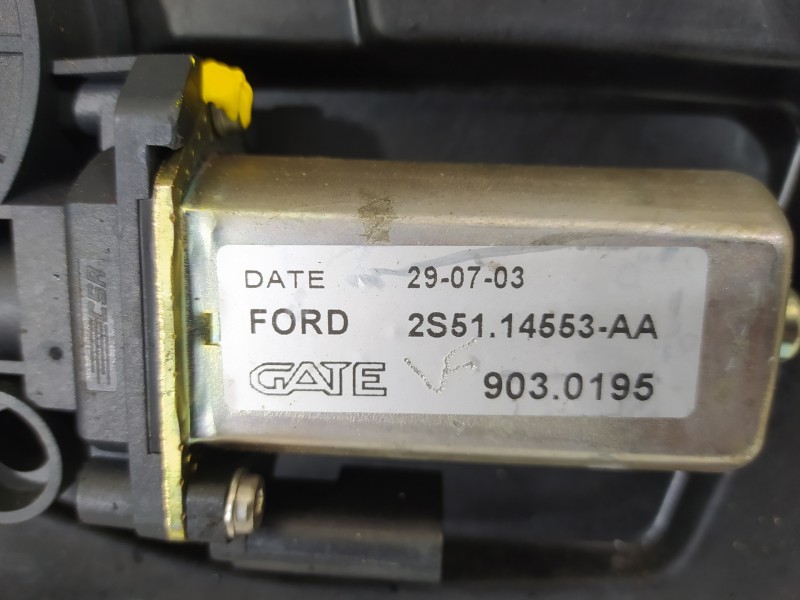 DATE 29-07-03
FORD 2S51.14553-AA
GATE 903.0195